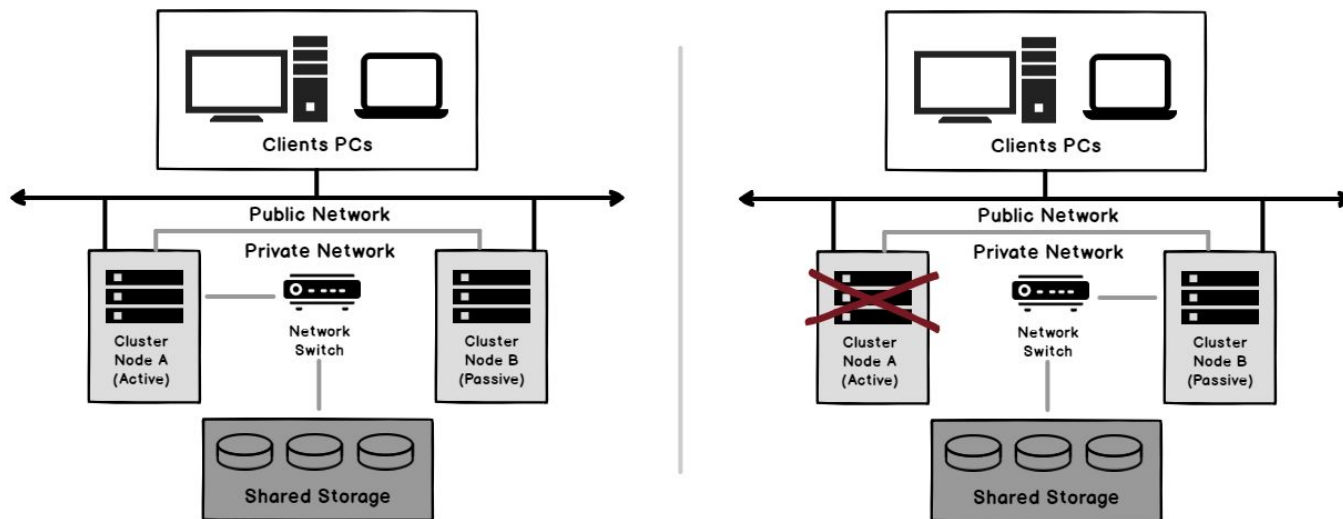 Clients PCs
Public Network
Private Network
Cluster
Node A
(Active)
Network
Switch
Cluster
Node B
(Passive)
Shared Storage
Clients PCs
Public Network
Private Network
Cluster
Node A
(Active)
Network
Switch
Cluster
Node B
(Passive)
Shared Storage